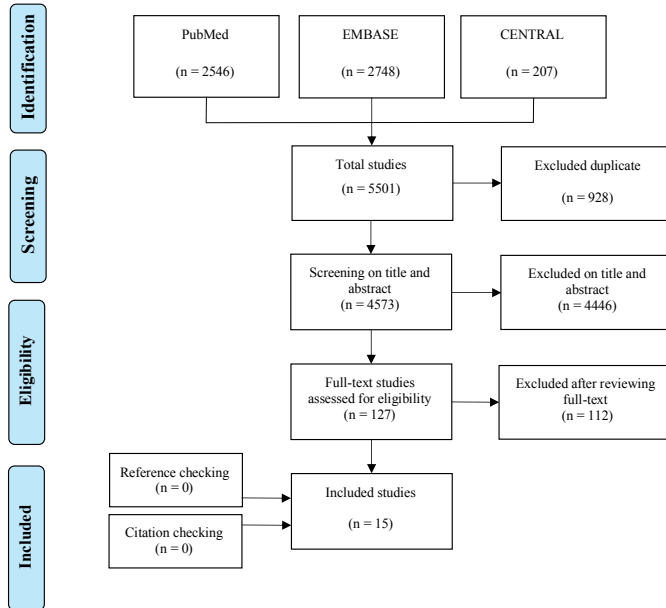 Identification
PubMed
(n = 2546)
EMBASE
(n = 2748)
CENTRAL
(n = 207)
Screening
Total studies
(n = 5501)
Excluded duplicate
(n = 928)
Screening on title and
abstract
(n = 4573)
Excluded on title and
abstract
(n = 4446)
Eligibility
Full-text studies
assessed for eligibility
(n = 127)
Excluded after reviewing
full-text
(n = 112)
Included
Reference checking
(n = 0)
Citation checking
(n = 0)
Included studies
(n = 15)